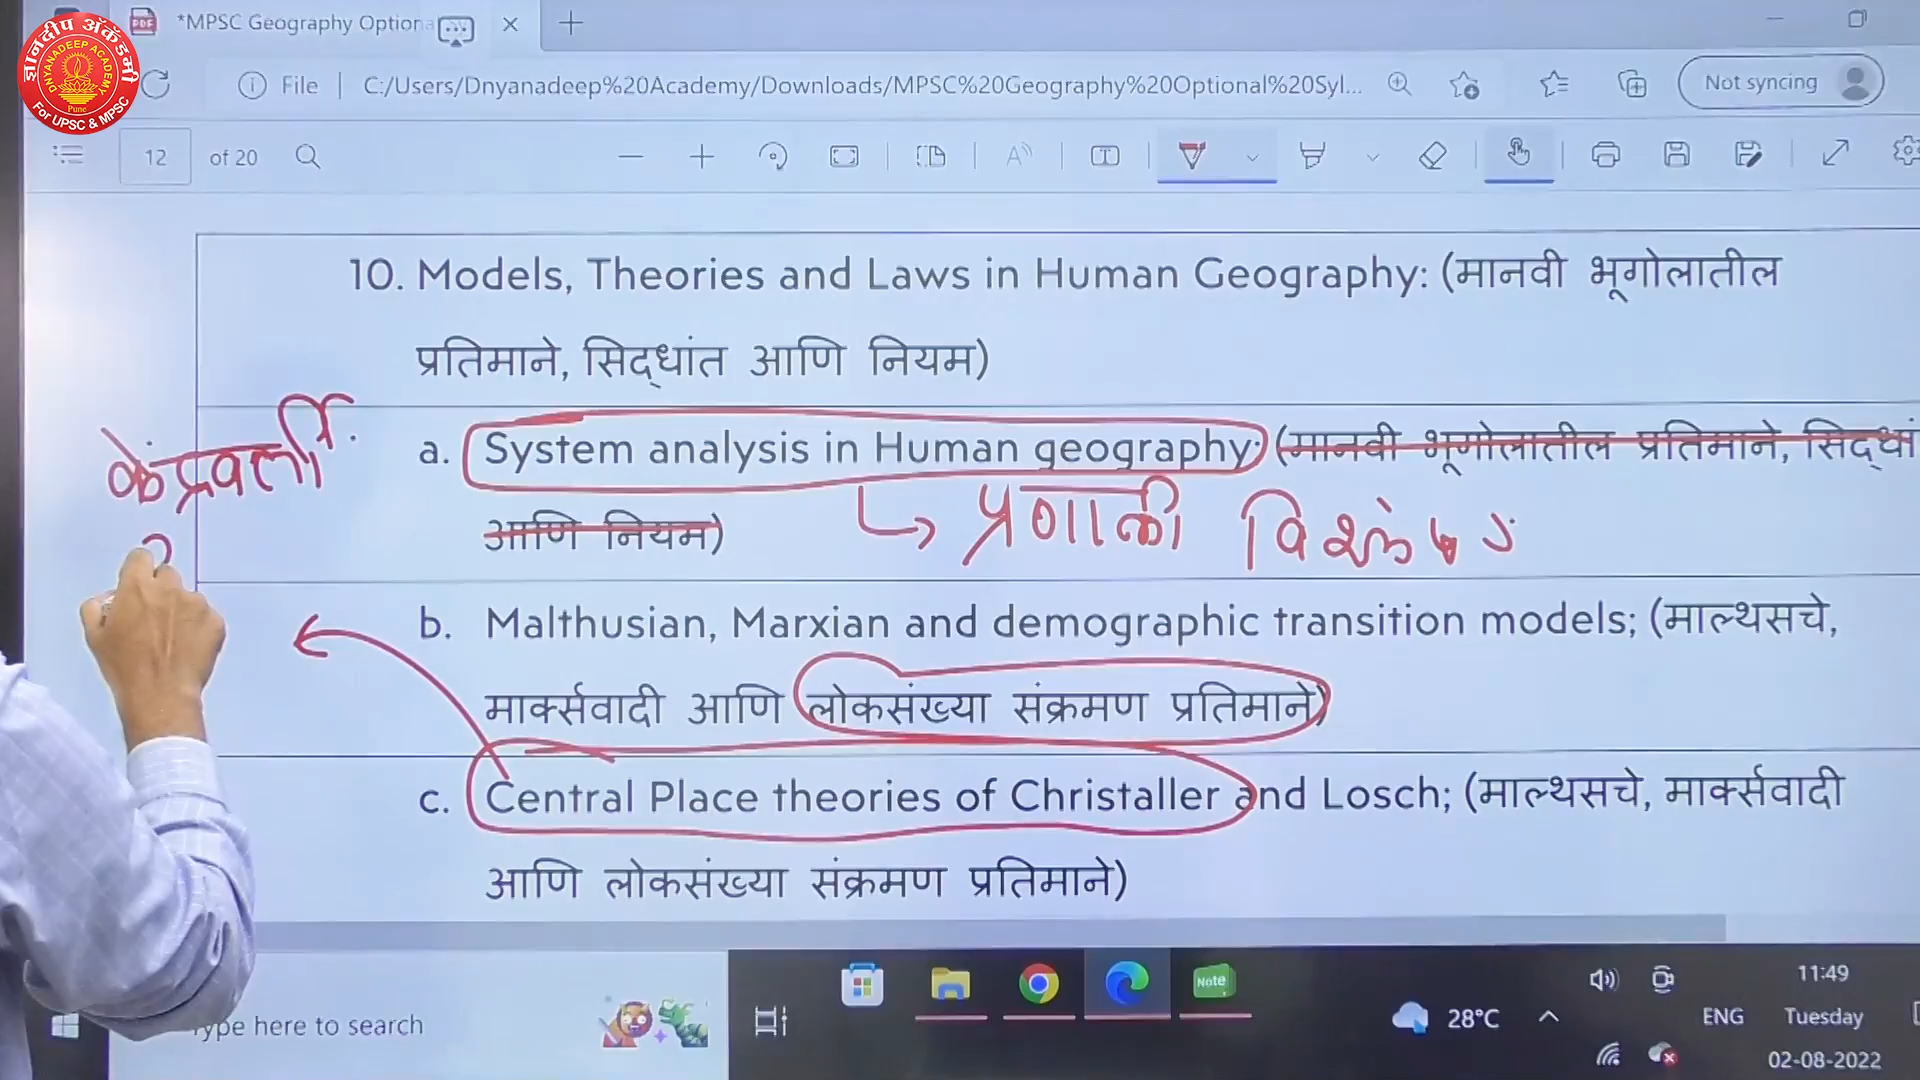 *MPSC Geography Optiona
File
C:/Users/Dnyanadeep%20Academy/Downloads/MPSC%20Geography%20Optional%20Syl...
Not syncing
ज्ञानदीप अ‍ॅकॅडमी
DNYANADEEP ACADEMY
Pune
For UPSC & MPSC
12 of 20
10. Models, Theories and Laws in Human Geography: (मानवी भूगोलातील
प्रतिमाने, सिद्धांत आणि नियम)
a. System analysis in Human geography: (मानवी भूगोलातील प्रतिमाने, सिद्धां
आणि नियम)
प्रणाली
b. Malthusian, Marxian and demographic transition models; (माल्थसचे,
मार्क्सवादी आणि लोकसंख्या संक्रमण प्रतिमाने)
c. Central Place theories of Christaller and Losch; (माल्थसचे, मार्क्सवादी
आणि लोकसंख्या संक्रमण प्रतिमाने)
Type here to search
Note
28°C
ENG
11:49
Tuesday
02-08-2022